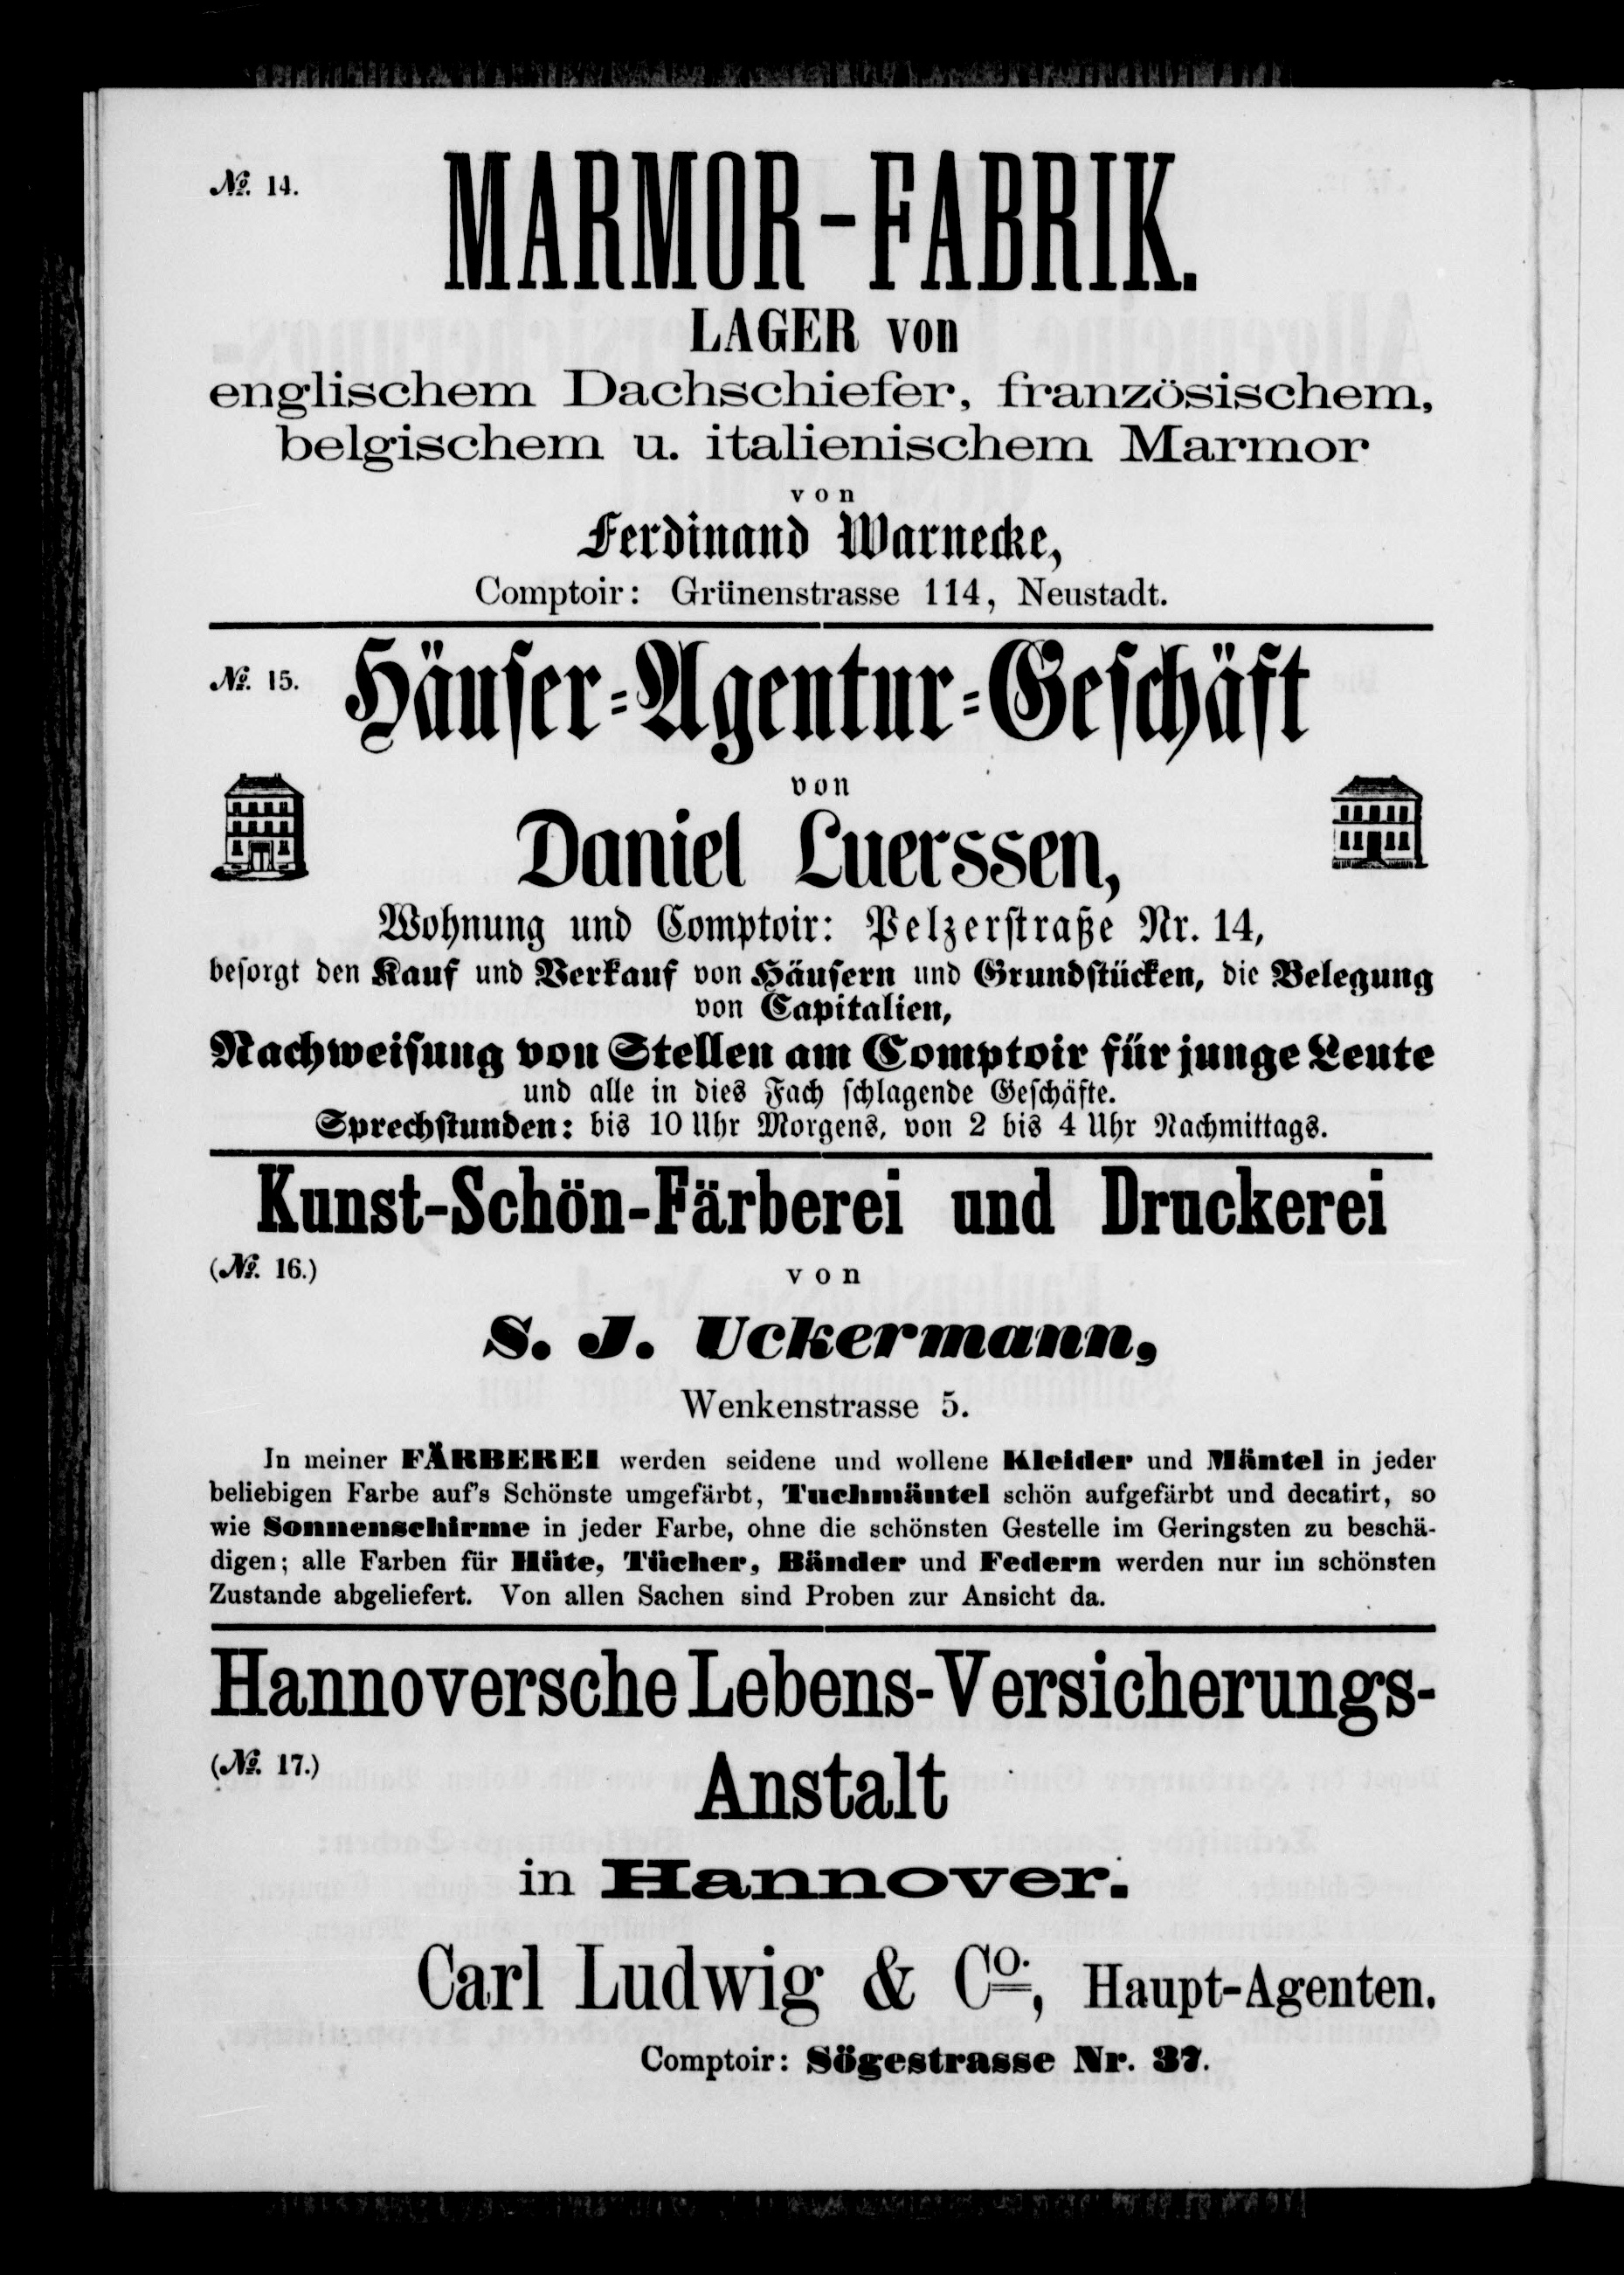 №. 14.
MARMOR-FABRIK.
LAGER von
englischem Dachschiefer, französischem,
belgischem u. italienischem Marmor
von
Ferdinand Warnecke,
Comptoir: Grünenstrasse 114, Neustadt.
№. 15.
Häuser-Agentur-Geschäft
von
Daniel Luerssen,
Wohnung und Comptoir: Pelzerstraße Nr. 14,
besorgt den Kauf und Verkauf von Häusern und Grundstücken, die Belegung
von Capitalien,
Nachweisung von Stellen am Comptoir für junge Leute
und alle in dies Fach schlagende Geschäfte.
Sprechstunden: bis 10 Uhr Morgens, von 2 bis 4 Uhr Nachmittags.
Kunst-Schön-Färberei und Druckerei
(№. 16.)
von
S. J. Uckermann,
Wenkenstrasse 5.
In meiner FÄRBEREI werden seidene und wollene Kleider und Mäntel in jeder
beliebigen Farbe auf's Schönste umgefärbt, Tuchmäntel schön aufgefärbt und decatirt, so
wie Sonnenschirme in jeder Farbe, ohne die schönsten Gestelle im Geringsten zu beschä-
digen; alle Farben für Hüte, Tücher, Bänder und Federn werden nur im schönsten
Zustande abgeliefert. Von allen Sachen sind Proben zur Ansicht da.
Hannoversche Lebens-Versicherungs-
(№. 17.)
Anstalt
in Hannover.
Carl Ludwig & Co., Haupt-Agenten.
Comptoir: Sögestrasse Nr. 37.